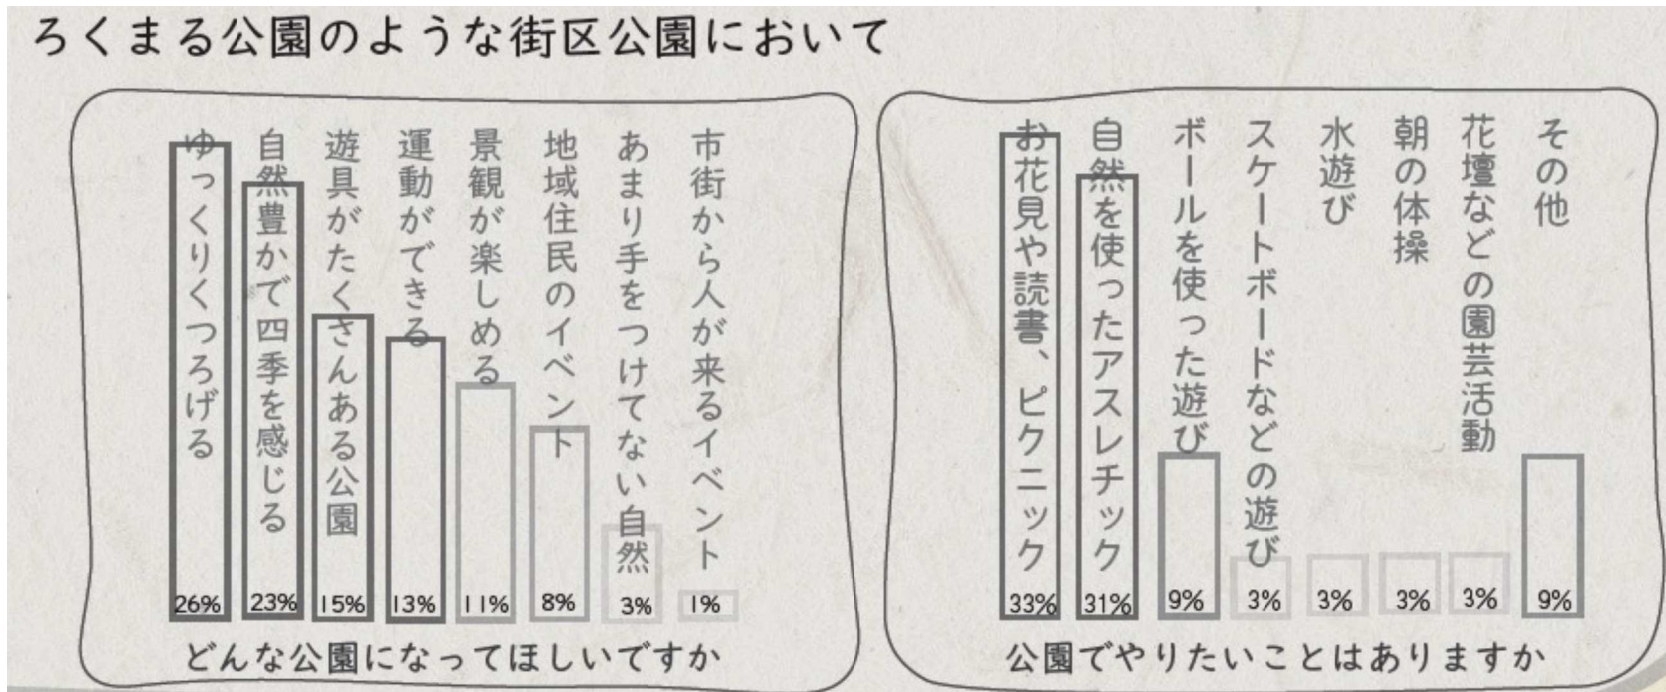 ろくまる公園のような街区公園において
ゆっくりくつろげる
自然豊かで四季を感じる
遊具がたくさんある公園
運動ができる
景観が楽しめる
地域住民のイベント
あまり手をつけてない自然
市街から人が来るイベント
26%
23%
15%
13%
11%
8%
3%
1%
どんな公園になってほしいですか
お花見や読書、ピクニック
自然を使ったアスレチック
ボールを使った遊び
スケートボードなどの遊び
水遊び
朝の体操
花壇などの園芸活動
その他
33%
31%
9%
3%
3%
3%
3%
9%
公園でやりたいことはありますか